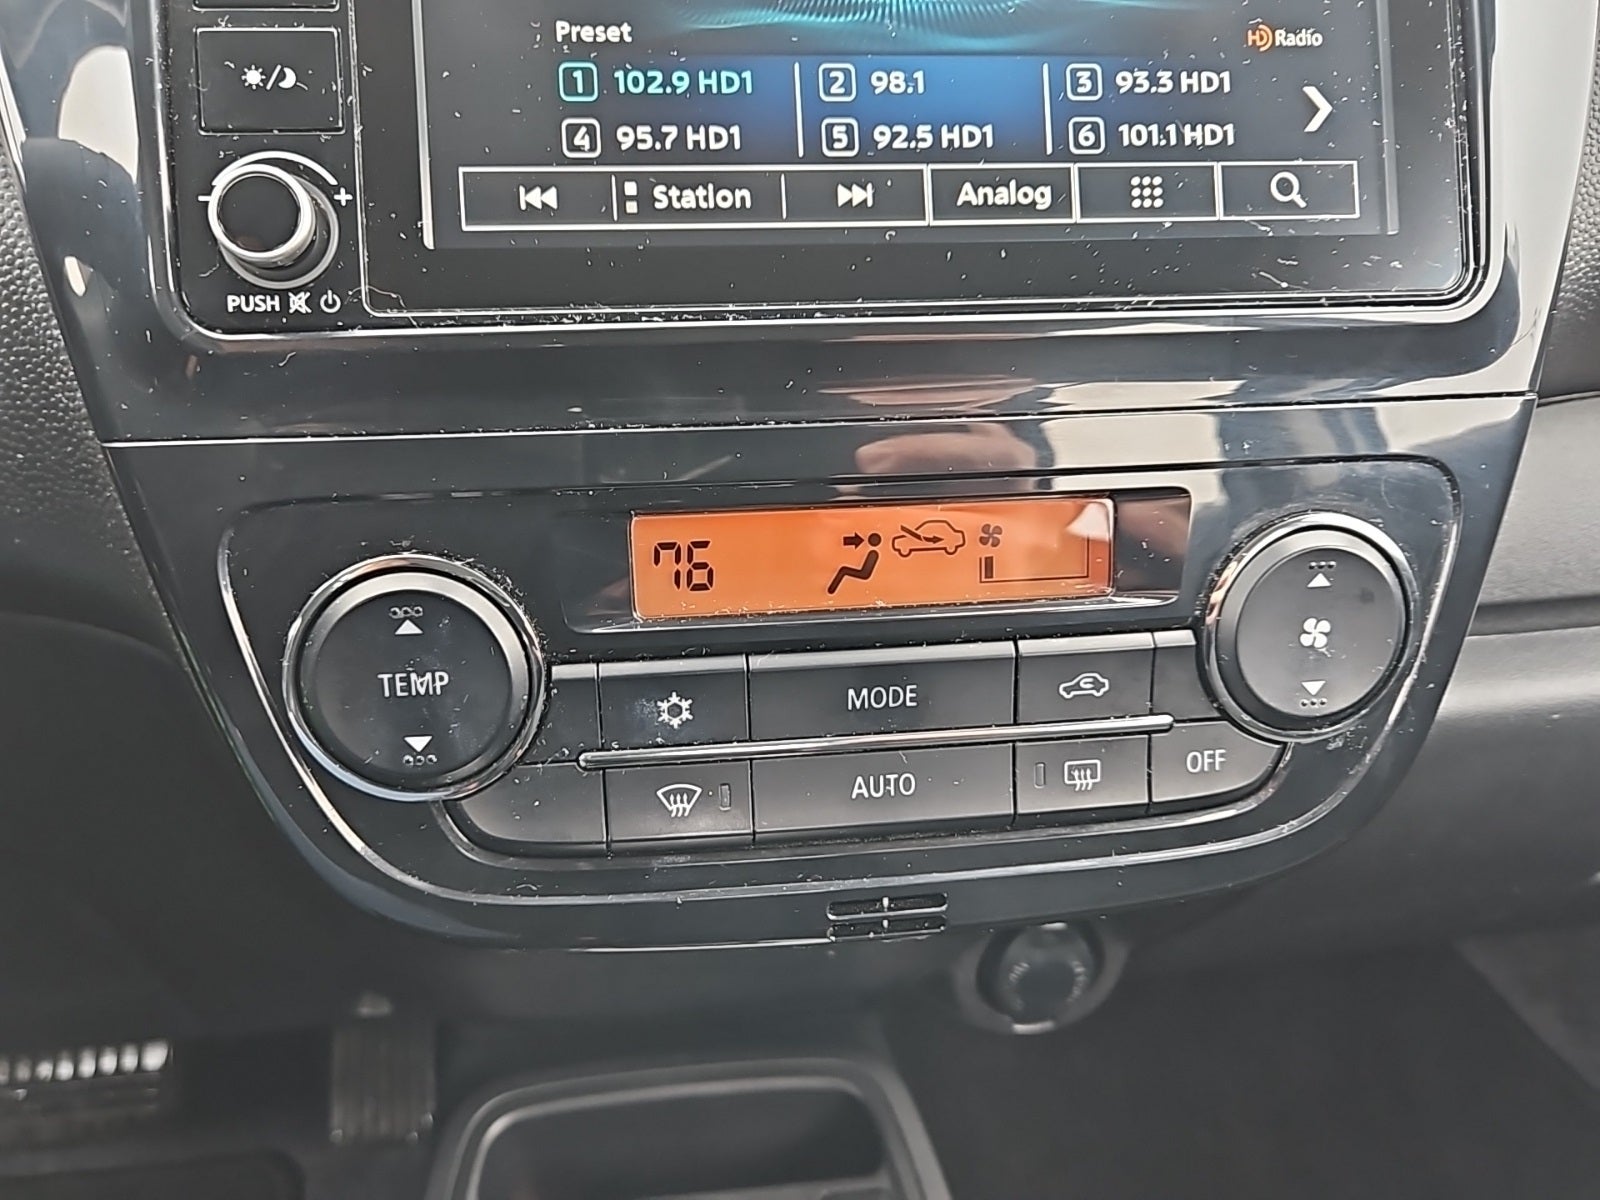 Preset
HD Radio
1 102.9 HD1 2 98.1 3 93.3 HD1
4 95.7 HD1 5 92.5 HD1 6 101.1 HD1
Station Analog
- +
PUSH
76
TEMP
MODE
AUTO
OFF